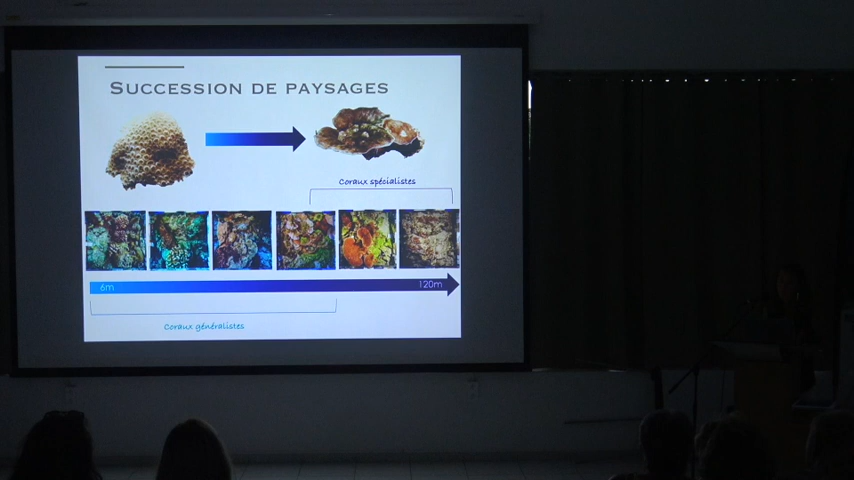 SUCCESSION DE PAYSAGES
Coraux spécialistes
6m
120m
Coraux généralistes